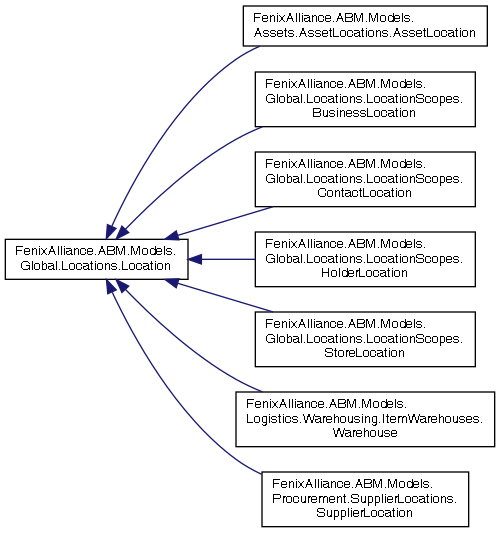 FenixAlliance.ABM.Models.
Assets.AssetLocations.AssetLocation
FenixAlliance.ABM.Models.
Global.Locations.LocationScopes.
BusinessLocation
FenixAlliance.ABM.Models.
Global.Locations.LocationScopes.
ContactLocation
FenixAlliance.ABM.Models.
Global.Locations.Location
FenixAlliance.ABM.Models.
Global.Locations.LocationScopes.
HolderLocation
FenixAlliance.ABM.Models.
Global.Locations.LocationScopes.
StoreLocation
FenixAlliance.ABM.Models.
Logistics.Warehousing.ItemWarehouses.
Warehouse
FenixAlliance.ABM.Models.
Procurement.SupplierLocations.
SupplierLocation